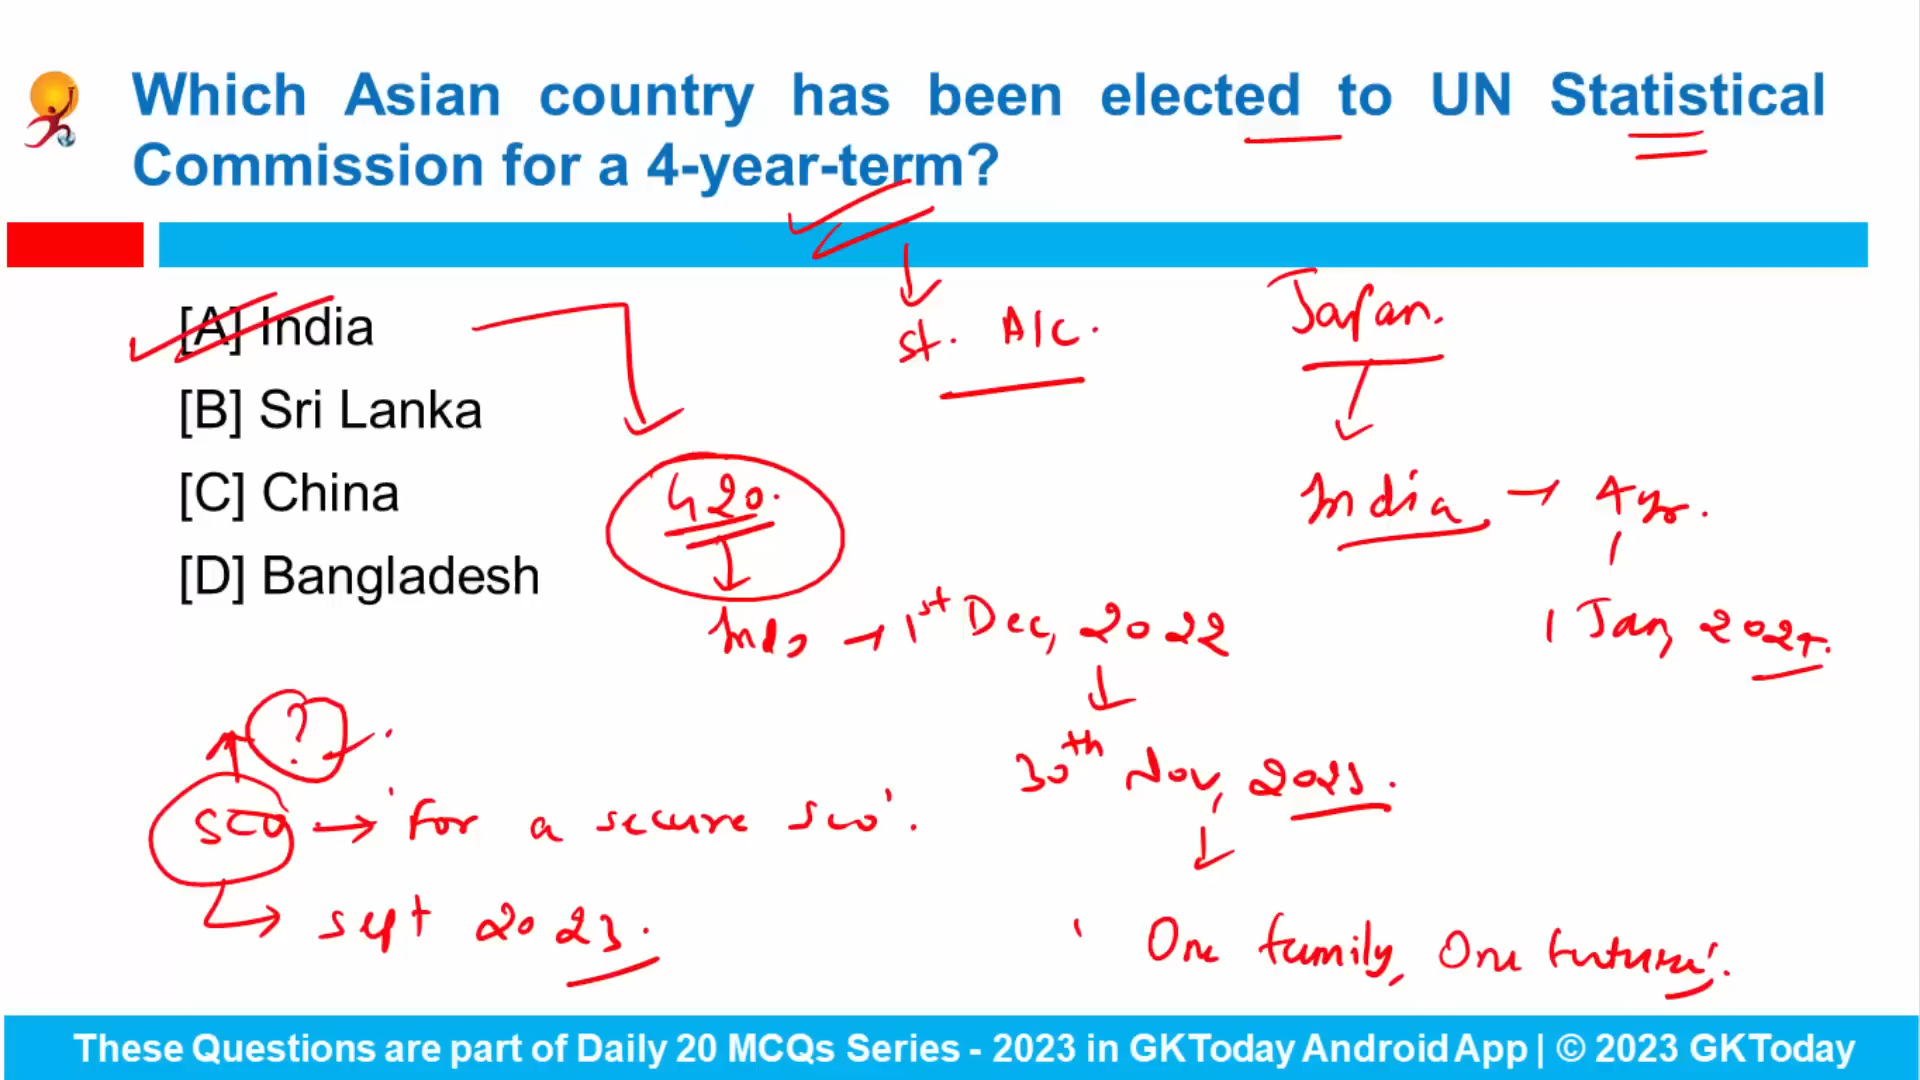 Which Asian country has been elected to UN Statistical
Commission for a 4-year-term?
[A] India
[B] Sri Lanka
[C] China
[D] Bangladesh
st. A/C.
Japan.
India → 4 yr.
1 Jan, 2024.
G20.
India → 1st Dec, 2022
30th Nov, 2023.
'One family, One future'.
?
SCO → 'For a secure SCO'.
Sept 2023.
These Questions are part of Daily 20 MCQs Series - 2023 in GKToday Android App | © 2023 GKToday